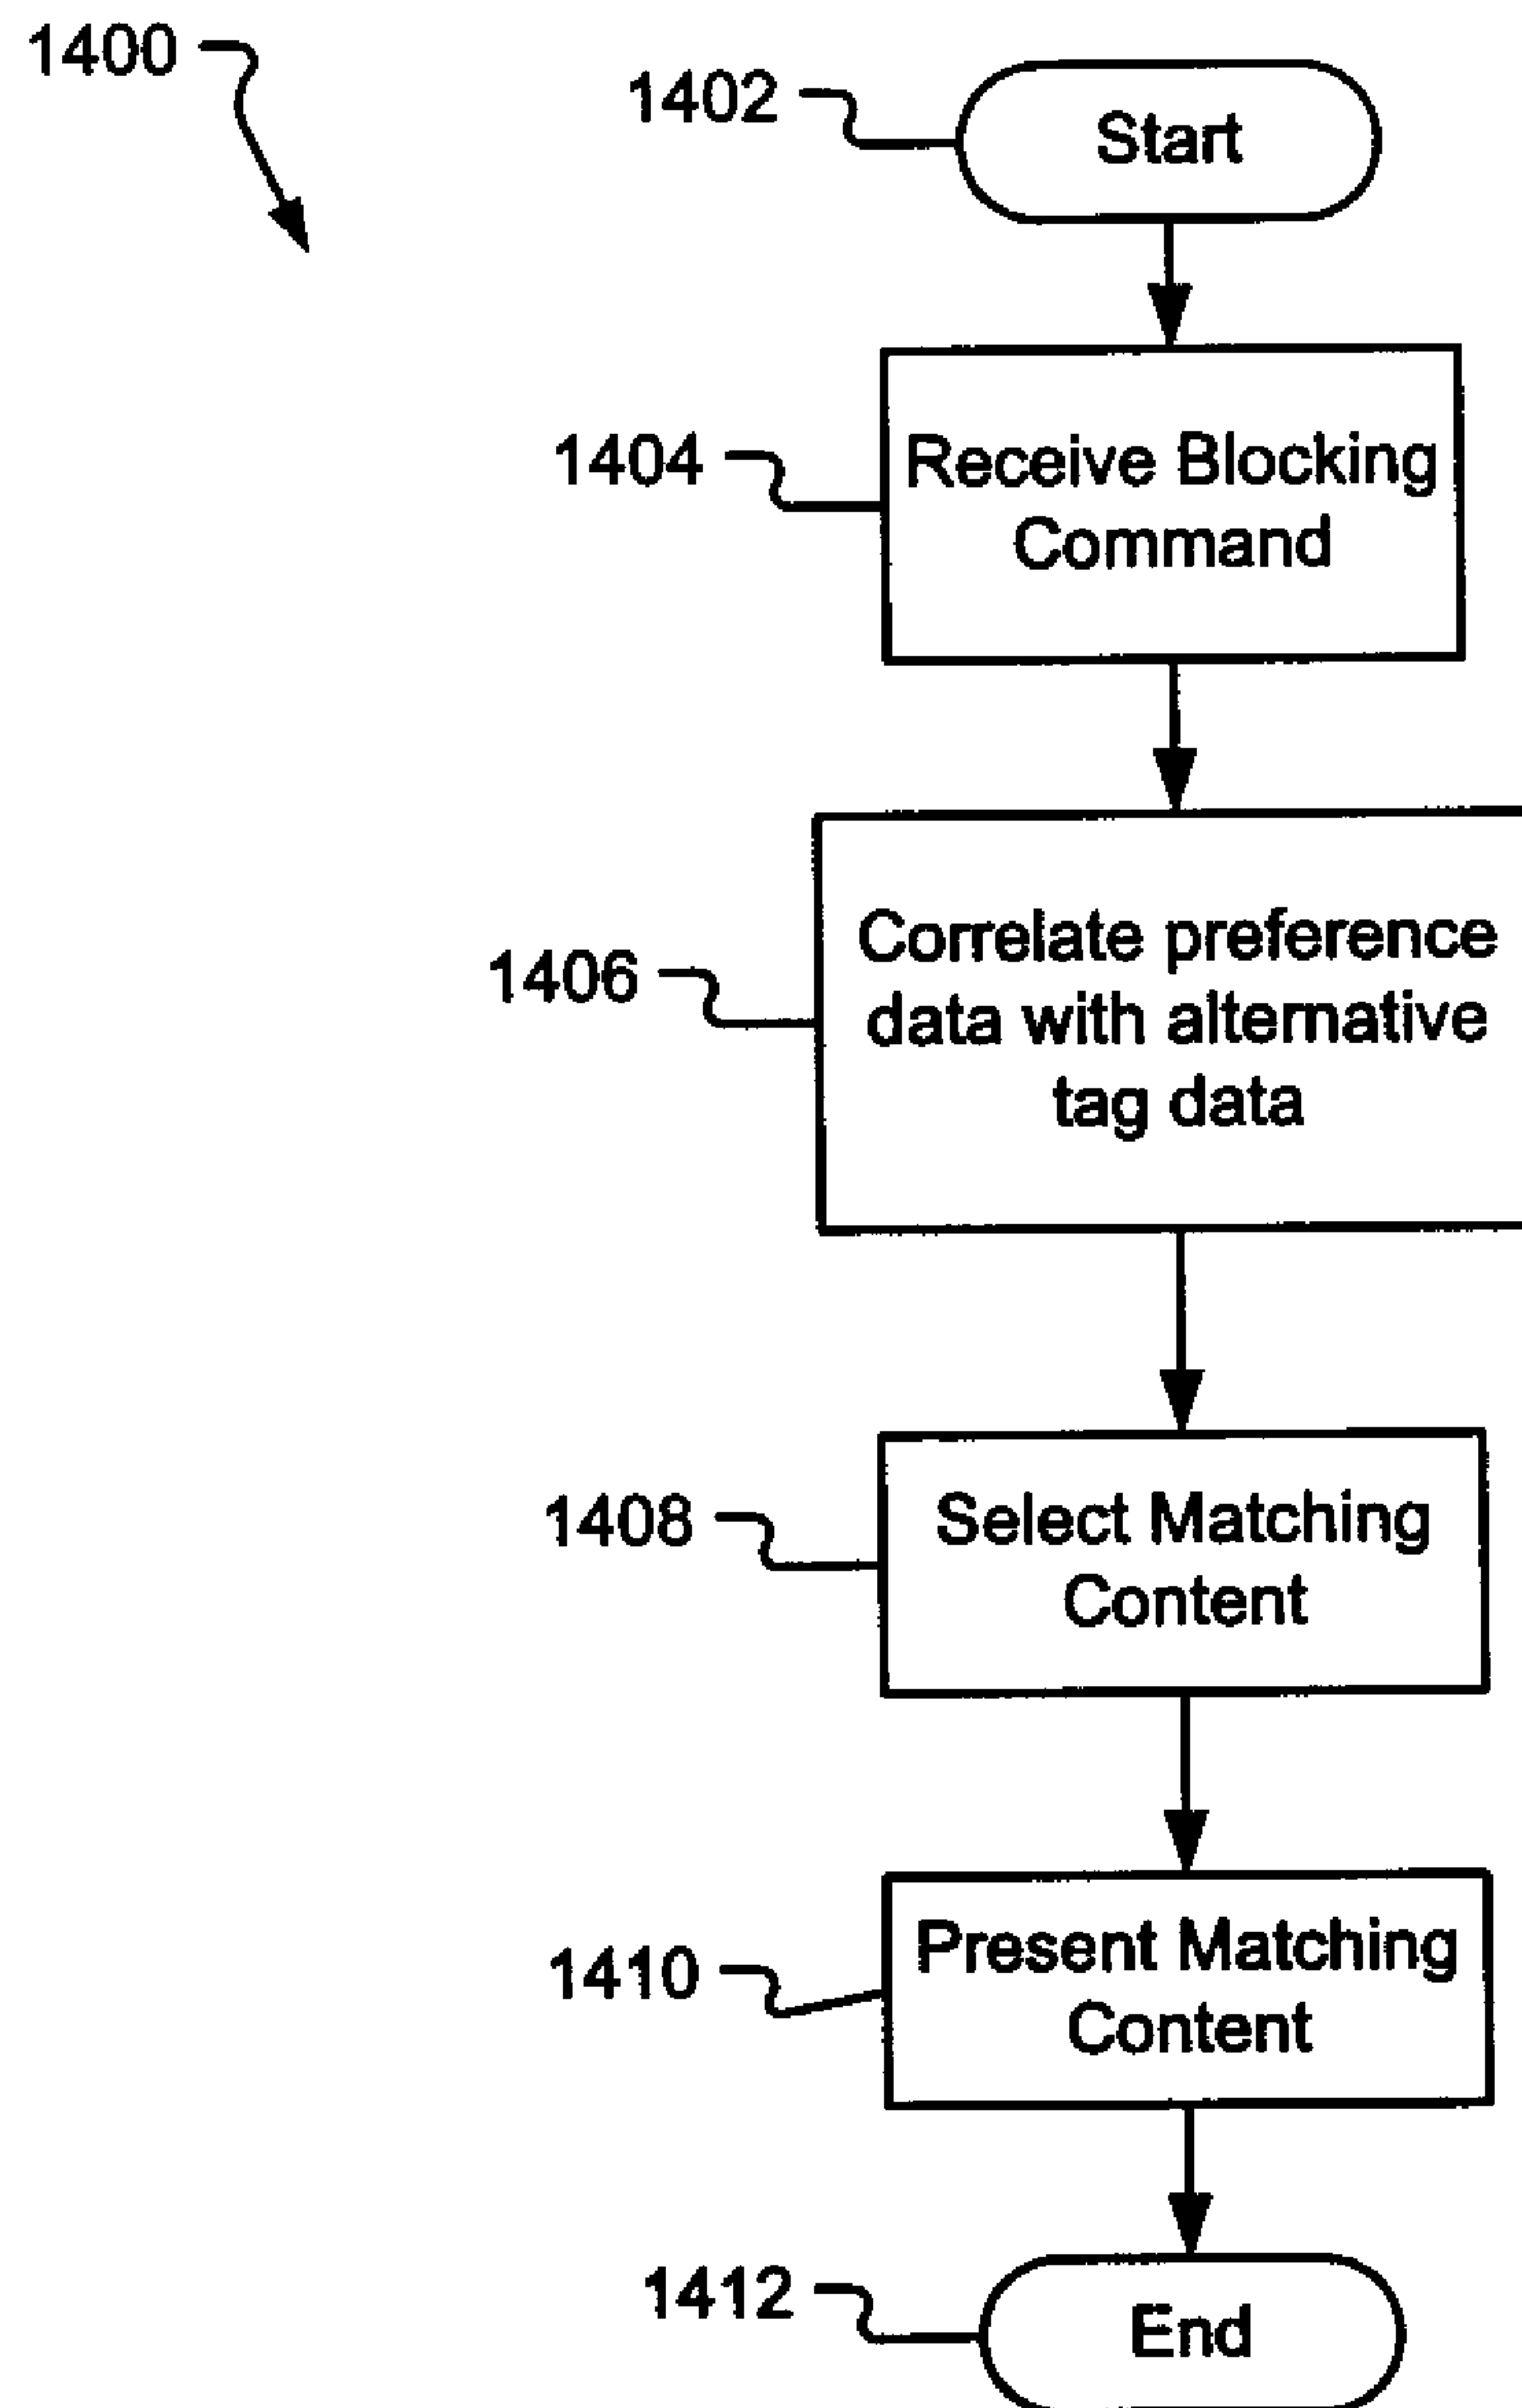 1400
1402
Start
1404
Receive Blocking
Command
1406
Correlate preference
data with alternative
tag data
1408
Select Matching
Content
1410
Present Matching
Content
1412
End